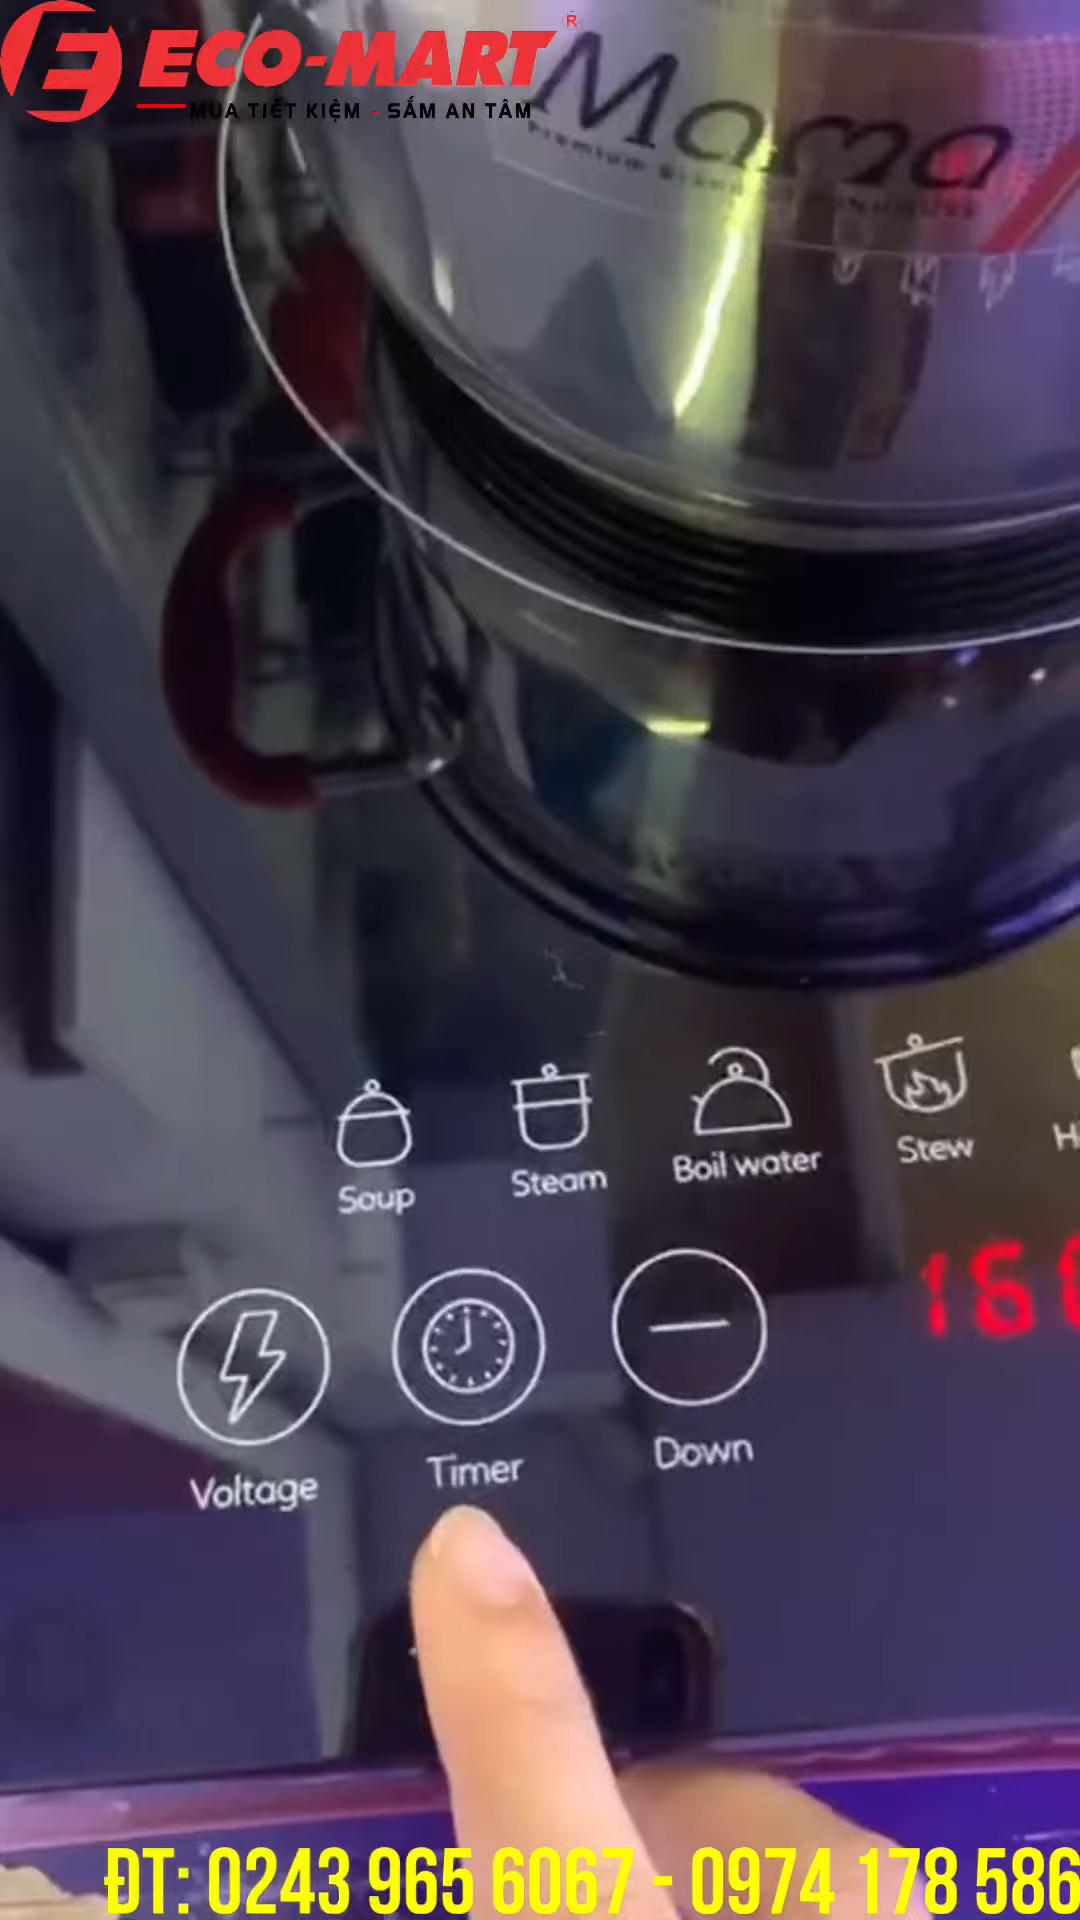 ECO-MART®
MUA TIẾT KIỆM - SẮM AN TÂM
Mama
Premium
Soup
Steam
Boil water
Stew
Voltage
Timer
Down
ĐT: 0243 965 6067 - 0974 178 586